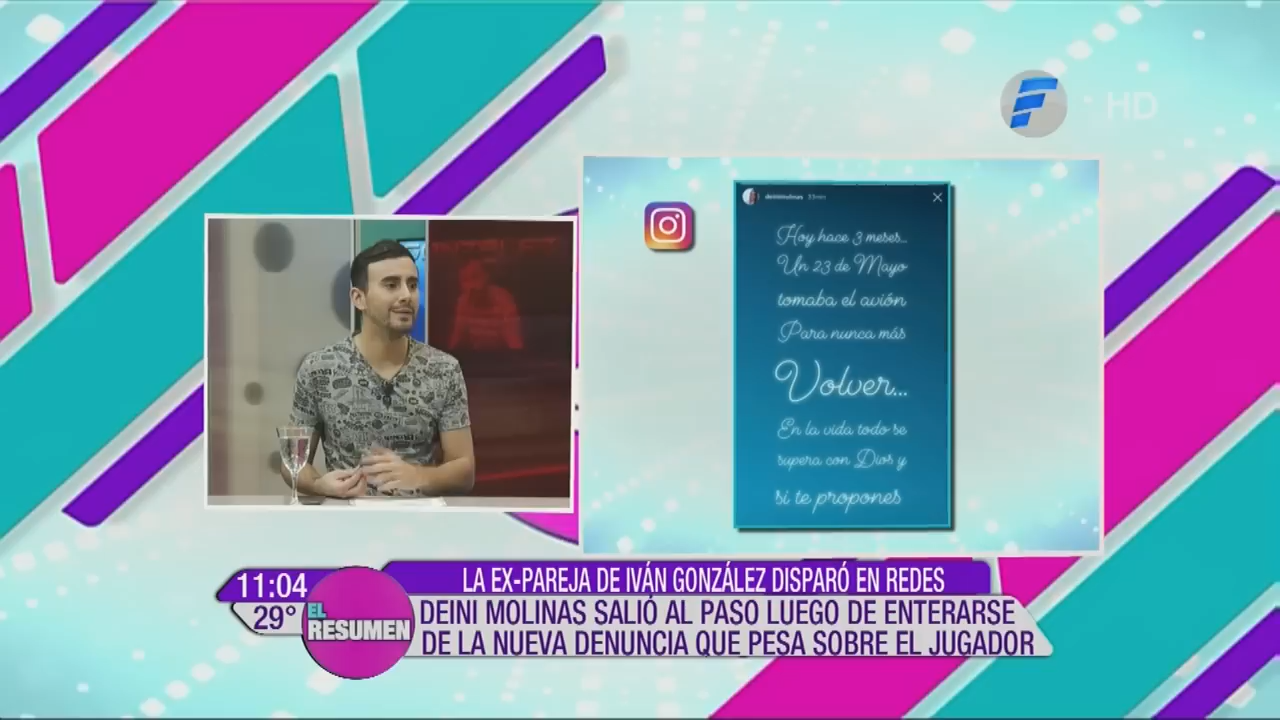 HD
deinimolinas
Hoy hace 3 meses...
Un 23 de Mayo
tomaba el avión
Para nunca más
Volver...
En la vida todo se
supera con Dios y
si te propones
LA EX-PAREJA DE IVÁN GONZÁLEZ DISPARÓ EN REDES
11:04
29°
EL
RESUMEN
DEINI MOLINAS SALIÓ AL PASO LUEGO DE ENTERARSE
DE LA NUEVA DENUNCIA QUE PESA SOBRE EL JUGADOR